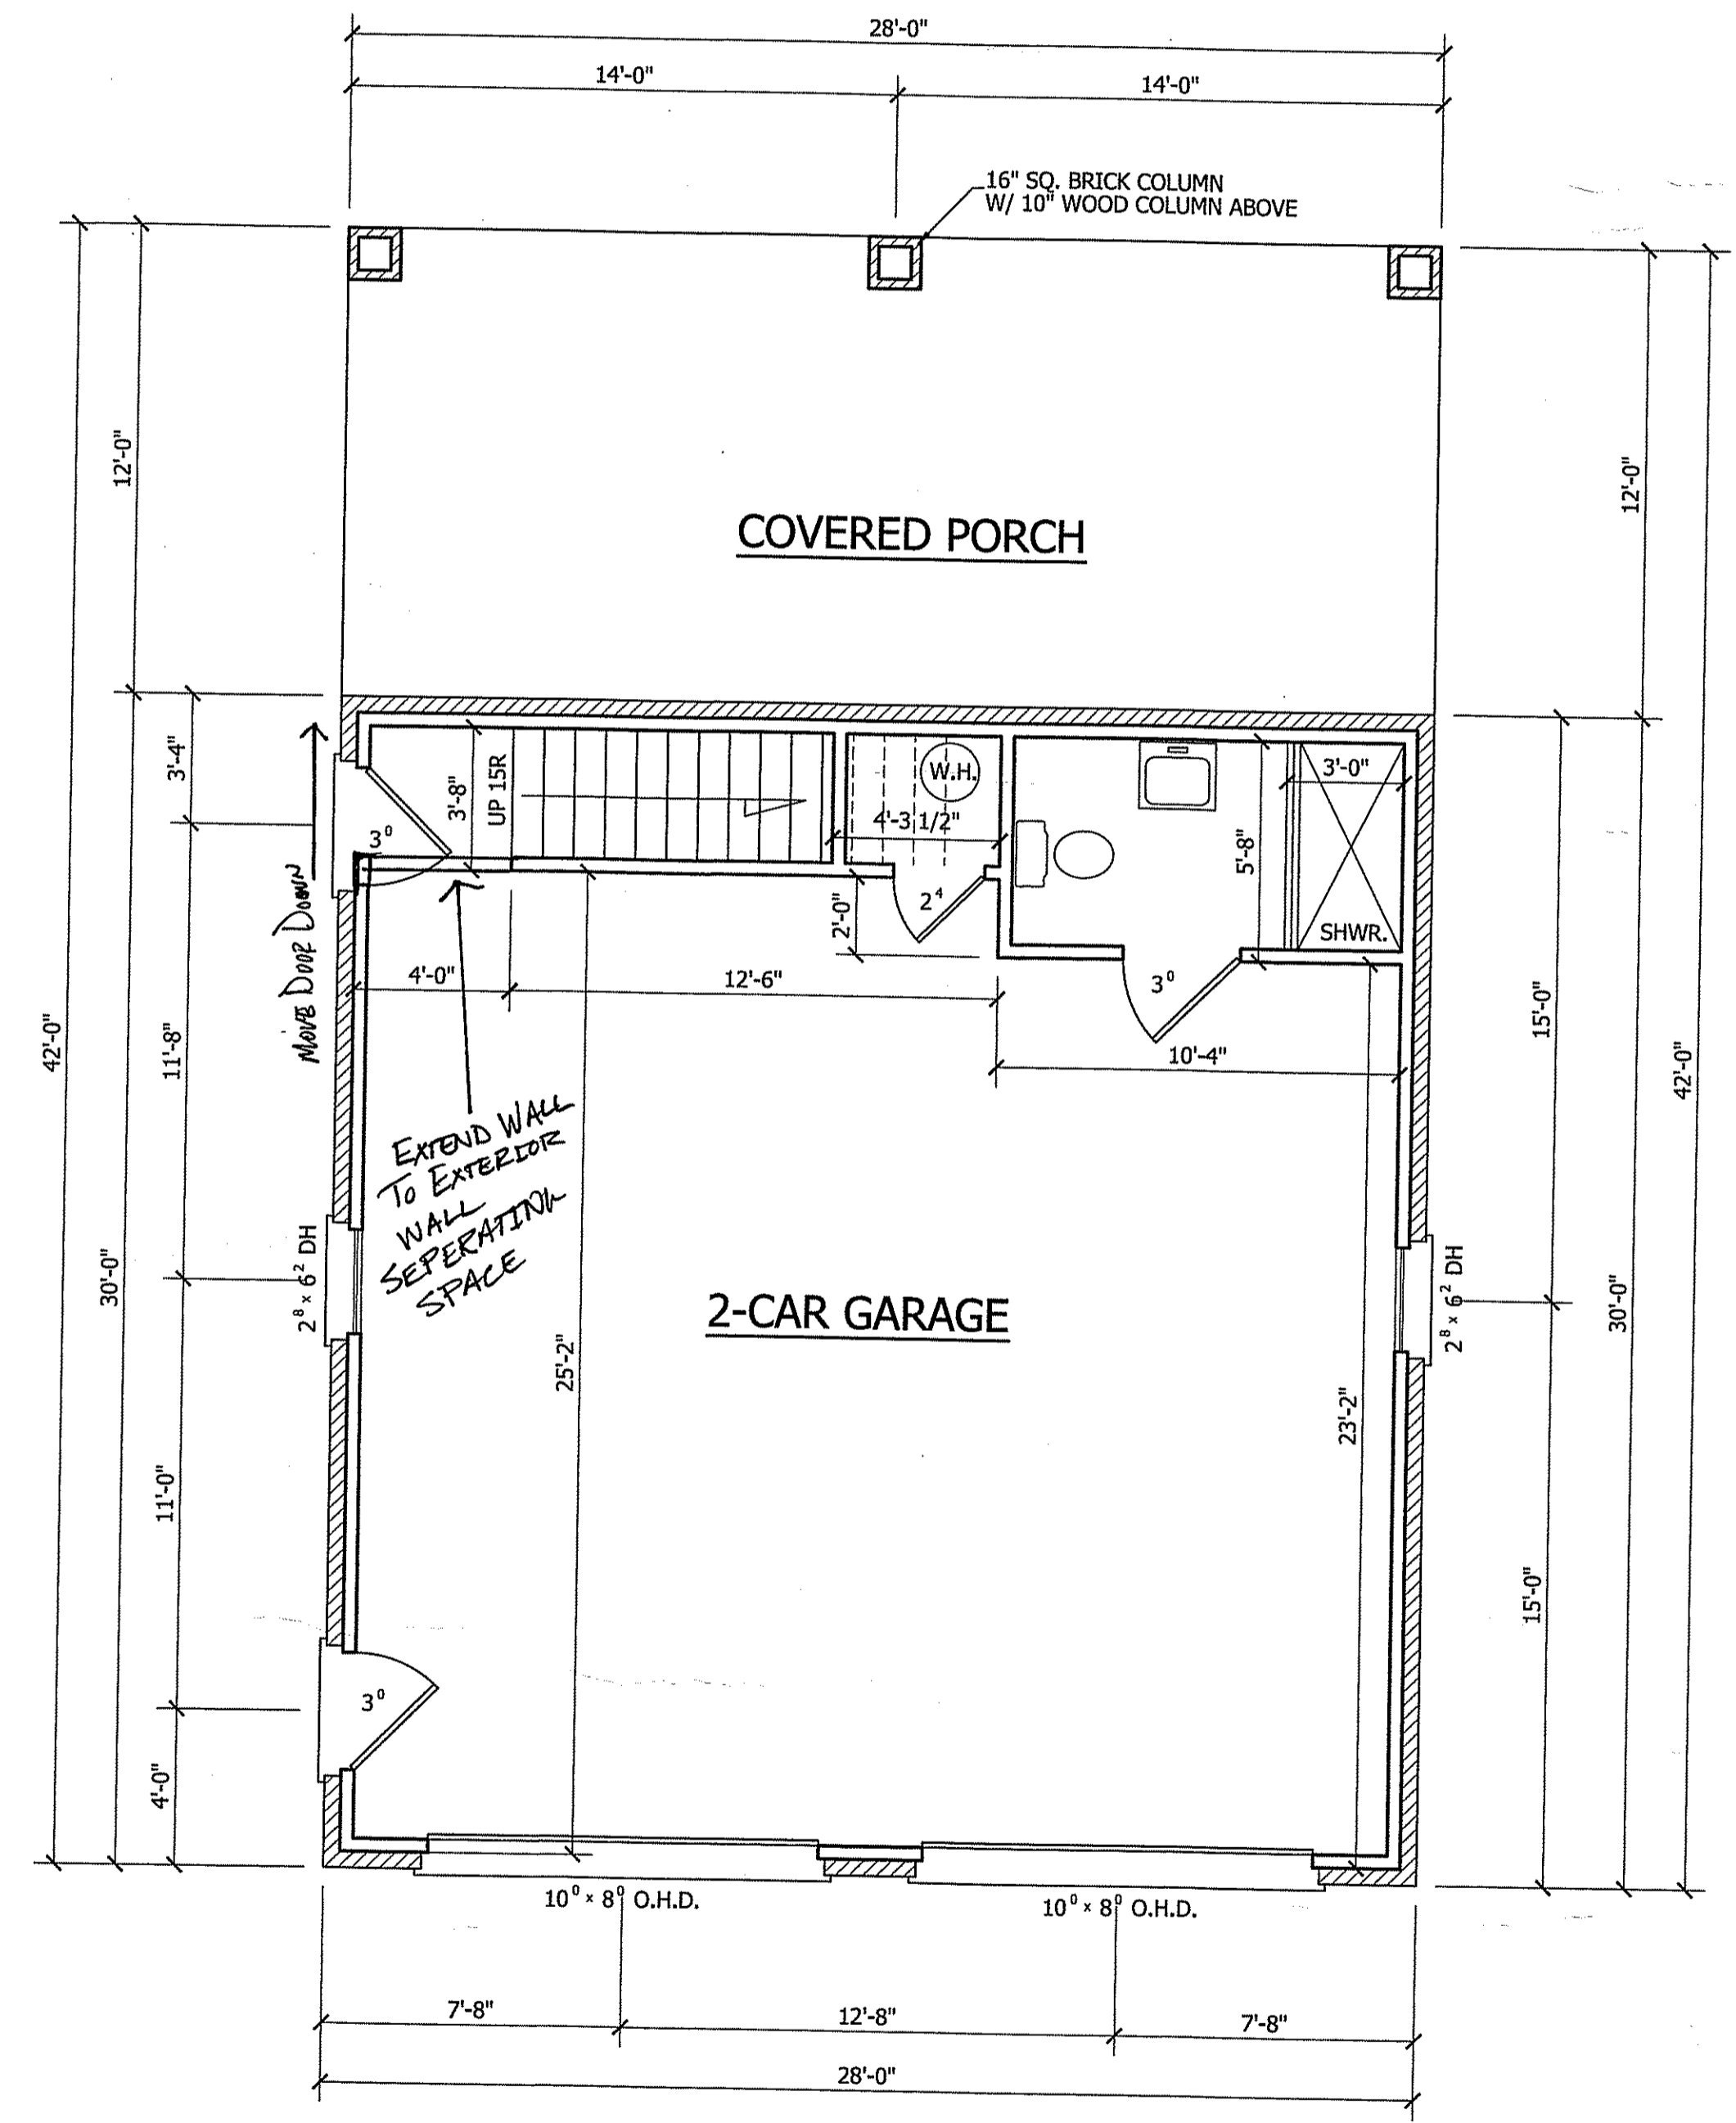 28'-0"
14'-0"
14'-0"
16" SQ. BRICK COLUMN
W/ 10" WOOD COLUMN ABOVE
12'-0"
12'-0"
COVERED PORCH
3'-4"
3'-8"
UP 15R
W.H.
4'-3 1/2"
3'-0"
5'-8"
SHWR.
3⁰
2⁴
2'-0"
3⁰
MOVE DOOR DOWN
4'-0"
12'-6"
10'-4"
42'-0"
11'-8"
15'-0"
42'-0"
EXTEND WALL
TO EXTERIOR
WALL
SEPERATING
SPACE
30'-0"
2⁸ x 6² DH
2-CAR GARAGE
2⁸ x 6² DH
30'-0"
25'-2"
23'-2"
11'-0"
15'-0"
3⁰
4'-0"
10⁰ x 8⁰ O.H.D.
10⁰ x 8⁰ O.H.D.
7'-8"
12'-8"
7'-8"
28'-0"